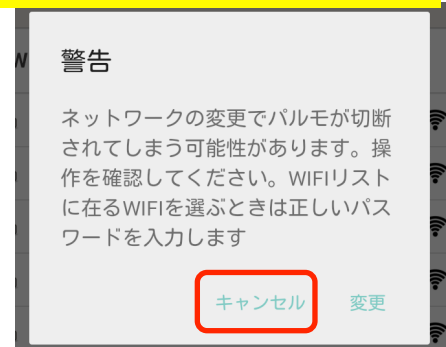 警告
ネットワークの変更でパルモが切断
されてしまう可能性があります。操
作を確認してください。WIFIリスト
に在るWIFIを選ぶときは正しいパス
ワードを入力します
キャンセル 変更